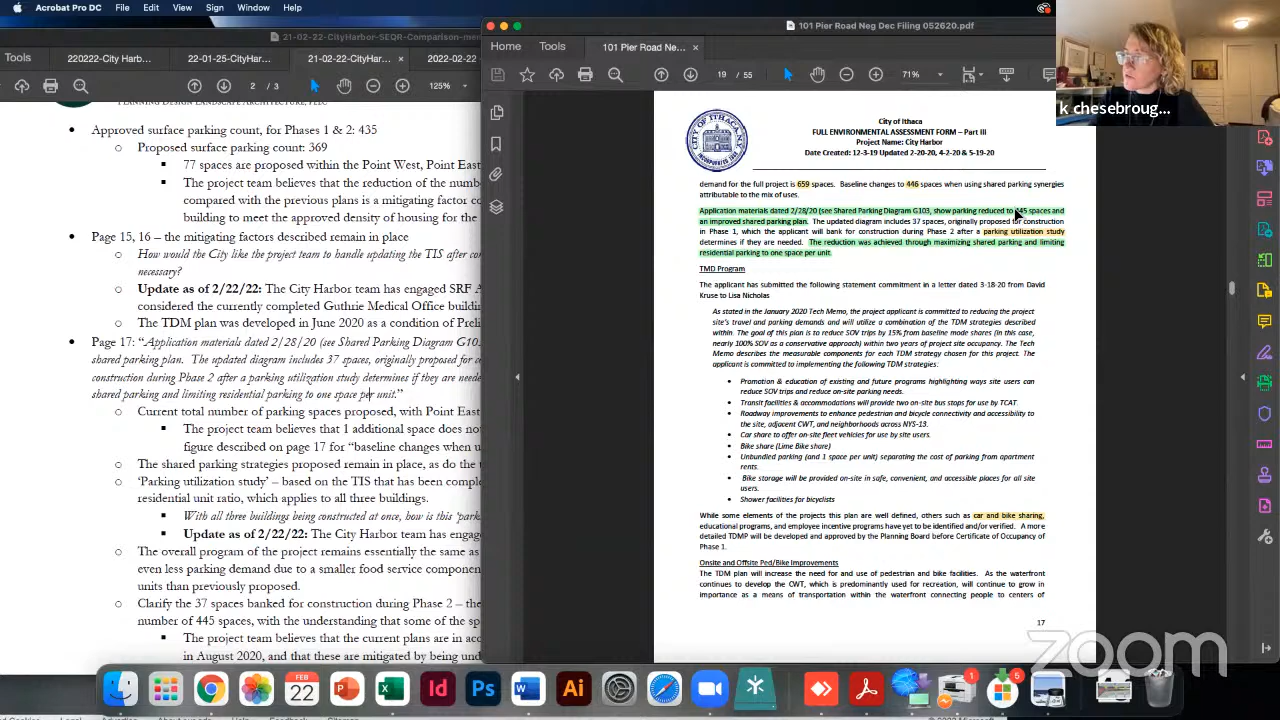 Acrobat Pro DC File Edit View Sign Window Help
21-02-22-CityHarbor-SEQR-Comparison-me
Tools 220222-City Harb... 22-01-25-CityHar... 21-02-22-CityHar... × 2022-02-22
2 / 3 125%
PLANNING DESIGN LANDSCAPE ARCHITECTURE, PLLC
• Approved surface parking count, for Phases 1 & 2: 435
○ Proposed surface parking count: 369
▪ 77 spaces are proposed within the Point West, Point East
▪ The project team believes that the reduction of the numb
compared with the previous plans is a mitigating factor co
building to meet the approved density of housing units pr
• Page 15, 16 – the mitigating factors described remain in place
○ How would the City like the project team to handle updating the TIS after con
necessary?
○ Update as of 2/22/22: The City Harbor team has engaged SRF A
considered the currently completed Guthrie Medical Office building
○ The TDM plan was developed in June 2020 as a condition of Prelim
• Page 17: "Application materials dated 2/28/20 (see Shared Parking Diagram G10.
shared parking plan. The updated diagram includes 37 spaces, originally proposed for co
construction during Phase 2 after a parking utilization study determines if they are neede
shared parking and limiting residential parking to one space per unit."
○ Current total number of parking spaces proposed, with Point East
▪ The project team believes that 1 additional space does no
figure described on page 17 for "baseline changes when u
○ The shared parking strategies proposed remain in place, as do the
○ 'Parking utilization study' – based on the TIS that has been complet
residential unit ratio, which applies to all three buildings.
▪ With all three buildings being constructed at once, how is this 'park
▪ Update as of 2/22/22: The City Harbor team has engag
○ The overall program of the project remains essentially the same as
even less parking demand due to a smaller food service component
units than previously proposed.
○ Clarify the 37 spaces banked for construction during Phase 2 – the
number of 445 spaces, with the understanding that some of the spa
▪ The project team believes that the current plans are in acc
in August 2020, and that these are mitigated by being und
101 Pier Road Neg Dec Filing 052620.pdf
Home Tools 101 Pier Road Ne... ×
19 / 55 71%
CITY OF ITHACA
City of Ithaca
FULL ENVIRONMENTAL ASSESSMENT FORM – Part III
Project Name: City Harbor
Date Created: 12-3-19 Updated 2-20-20, 4-2-20 & 5-19-20
demand for the full project is 659 spaces. Baseline changes to 446 spaces when using shared parking synergies
attributable to the mix of uses.
Application materials dated 2/28/20 (see Shared Parking Diagram G103, show parking reduced to 445 spaces and
an improved shared parking plan. The updated diagram includes 37 spaces, originally proposed for construction
in Phase 1, which the applicant will bank for construction during Phase 2 after a parking utilization study
determines if they are needed. The reduction was achieved through maximizing shared parking and limiting
residential parking to one space per unit.
TMD Program
The applicant has submitted the following statement commitment in a letter dated 3-18-20 from David
Kruse to Lisa Nicholas
As stated in the January 2020 Tech Memo, the project applicant is committed to reducing the project
site's travel and parking demands and will utilize a combination of the TDM strategies described
within. The goal of this plan is to reduce SOV trips by 15% from baseline mode shares (in this case,
nearly 100% SOV as a conservative approach) within two years of project site occupancy. The Tech
Memo describes the measurable components for each TDM strategy chosen for this project. The
applicant is committed to implementing the following TDM strategies:
• Promotion & education of existing and future programs highlighting ways site users can
reduce SOV trips and reduce on-site parking needs.
• Transit facilities & accommodations will provide two on-site bus stops for use by TCAT.
• Roadway improvements to enhance pedestrian and bicycle connectivity and accessibility to
the site, adjacent CWT, and neighborhoods across NYS-13.
• Car share to offer on-site fleet vehicles for use by site users.
• Bike share (Lime Bike share)
• Unbundled parking (and 1 space per unit) separating the cost of parking from apartment
rents.
• Bike storage will be provided on-site in safe, convenient, and accessible places for all site
users.
• Shower facilities for bicyclists
While some elements of the projects this plan are well defined, others such as car and bike sharing,
educational programs, and employee incentive programs have yet to be identified and/or verified. A more
detailed TDMP will be developed and approved by the Planning Board before Certificate of Occupancy of
Phase 1.
Onsite and Offsite Ped/Bike Improvements
The TDM plan will increase the need for and use of pedestrian and bike facilities. As the waterfront
continues to develop the CWT, which is predominantly used for recreation, will continue to grow in
importance as a means of transportation within the waterfront connecting people to centers of
17
k chesebroug...
zoom
FEB
22
Id Ps Ai
1 5